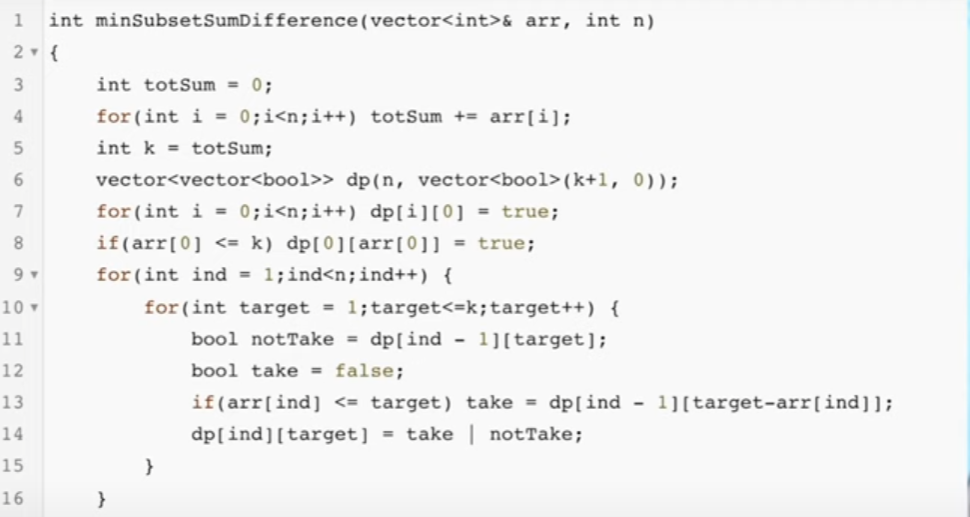 1 int minSubsetSumDifference(vector<int>& arr, int n)
2 {
3     int totSum = 0;
4     for(int i = 0;i<n;i++) totSum += arr[i];
5     int k = totSum;
6     vector<vector<bool>> dp(n, vector<bool>(k+1, 0));
7     for(int i = 0;i<n;i++) dp[i][0] = true;
8     if(arr[0] <= k) dp[0][arr[0]] = true;
9     for(int ind = 1;ind<n;ind++) {
10         for(int target = 1;target<=k;target++) {
11             bool notTake = dp[ind - 1][target];
12             bool take = false;
13             if(arr[ind] <= target) take = dp[ind - 1][target-arr[ind]];
14             dp[ind][target] = take | notTake;
15         }
16     }